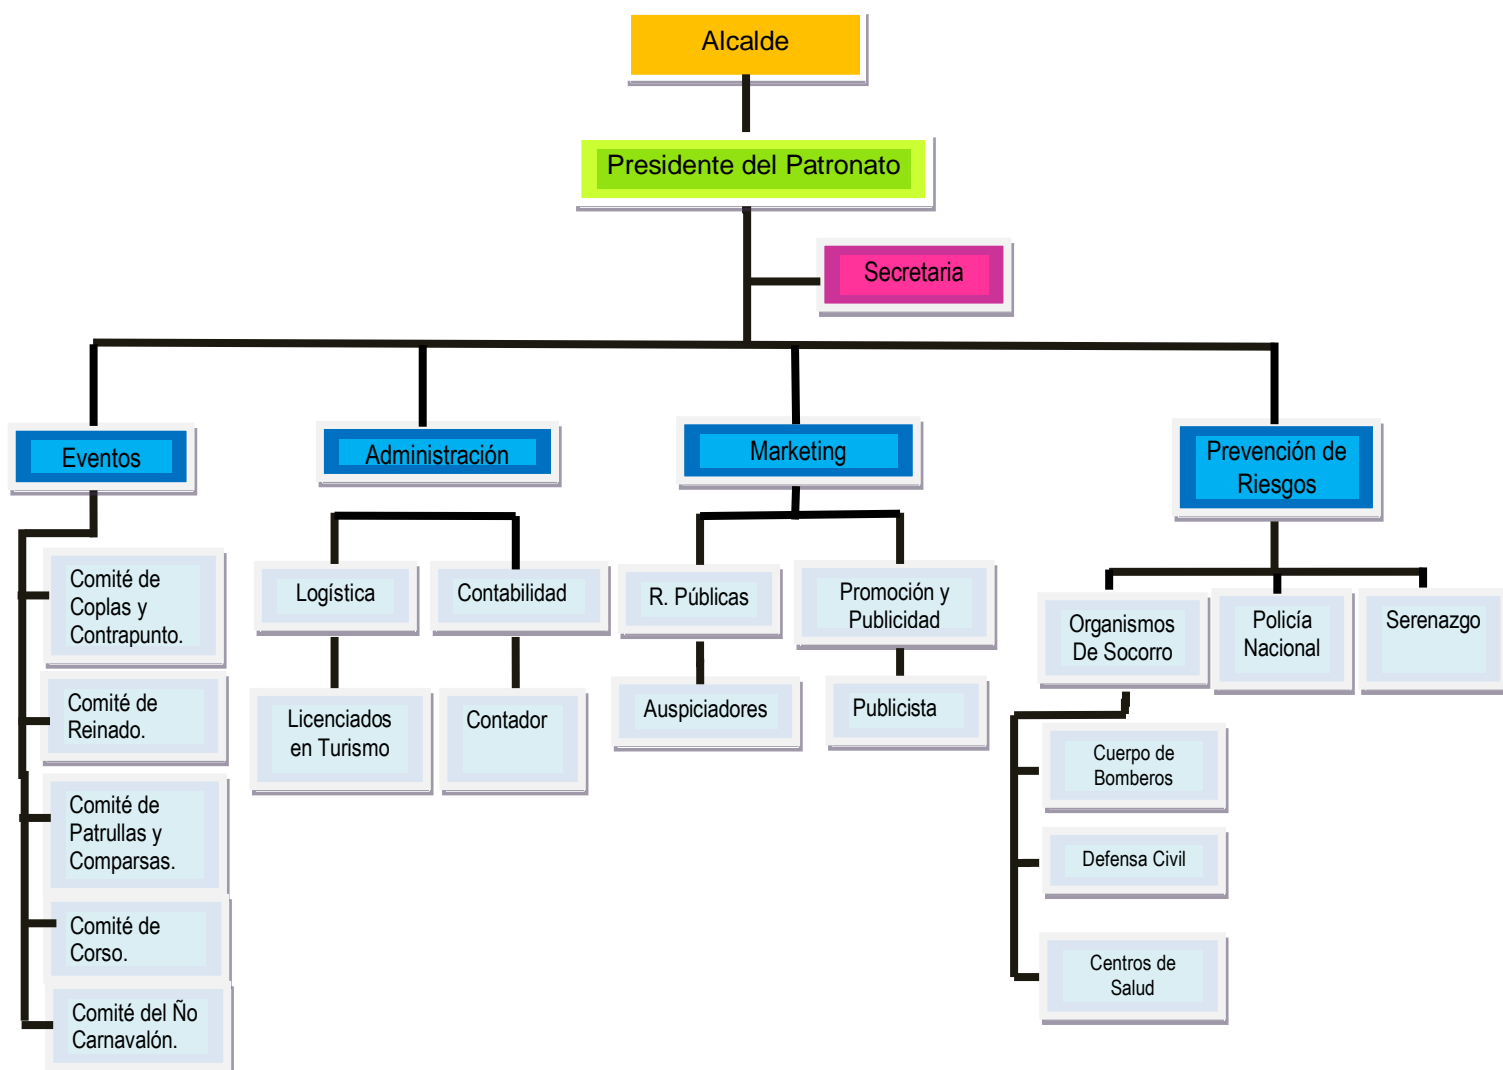 Alcalde
Presidente del Patronato
Secretaria
Eventos
Administración
Marketing
Prevención de
Riesgos
Comité de
Coplas y
Contrapunto.
Comité de
Reinado.
Comité de
Patrullas y
Comparsas.
Comité de
Corso.
Comité del Ño
Carnavalón.
Logística
Contabilidad
Licenciados
en Turismo
Contador
R. Públicas
Promoción y
Publicidad
Auspiciadores
Publicista
Organismos
De Socorro
Policía
Nacional
Serenazgo
Cuerpo de
Bomberos
Defensa Civil
Centros de
Salud